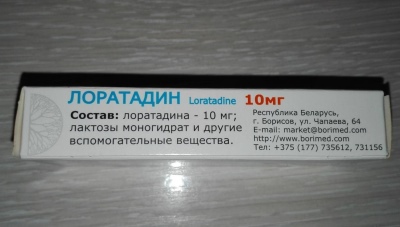 ЛОРАТАДИН Loratadine 10мг
Состав: лоратадина - 10 мг;
лактозы моногидрат и другие
вспомогательные вещества.
Республика Беларусь,
г. Борисов, ул. Чапаева, 64
E-mail: market@borimed.com
www.borimed.com
Тел: +375 (177) 735612, 731156